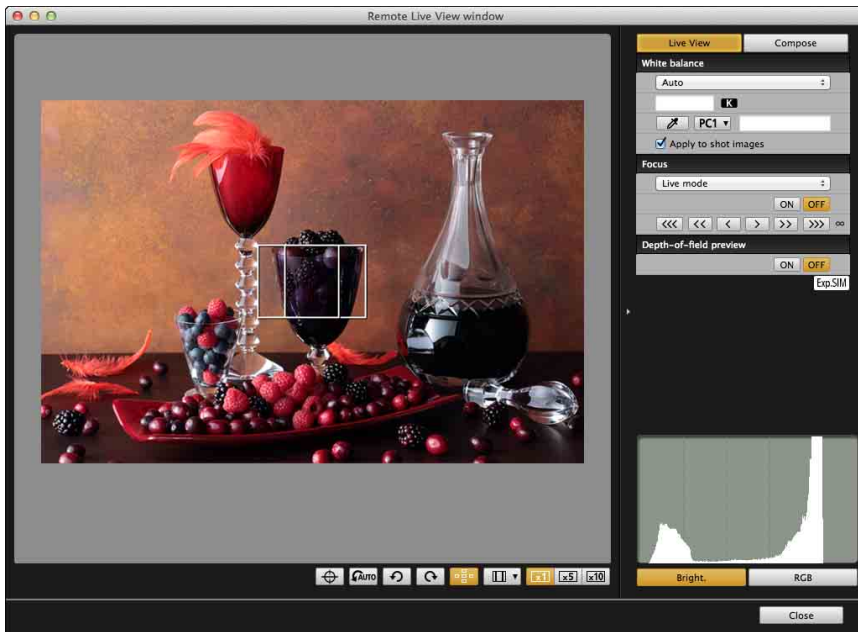 Remote Live View window
Live View Compose
White balance
Auto
K
PC1
Apply to shot images
Focus
Live mode
ON OFF
<<< << < > >> >>> ∞
Depth-of-field preview
ON OFF
Exp.SIM
AUTO x1 x5 x10
Bright. RGB
Close